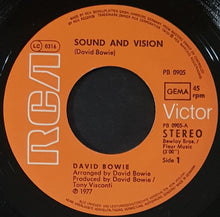 SOUND AND VISION
(David Bowie)
LC 0316
PB 0905
GEMA
45
rpm
RCA
Victor
PB 0905-A
STEREO
Bewlay Bros./
Fleur Music
(3'00")
Side 1
DAVID BOWIE
Arranged by David Bowie
Produced by David Bowie/
Tony Visconti
℗ 1977